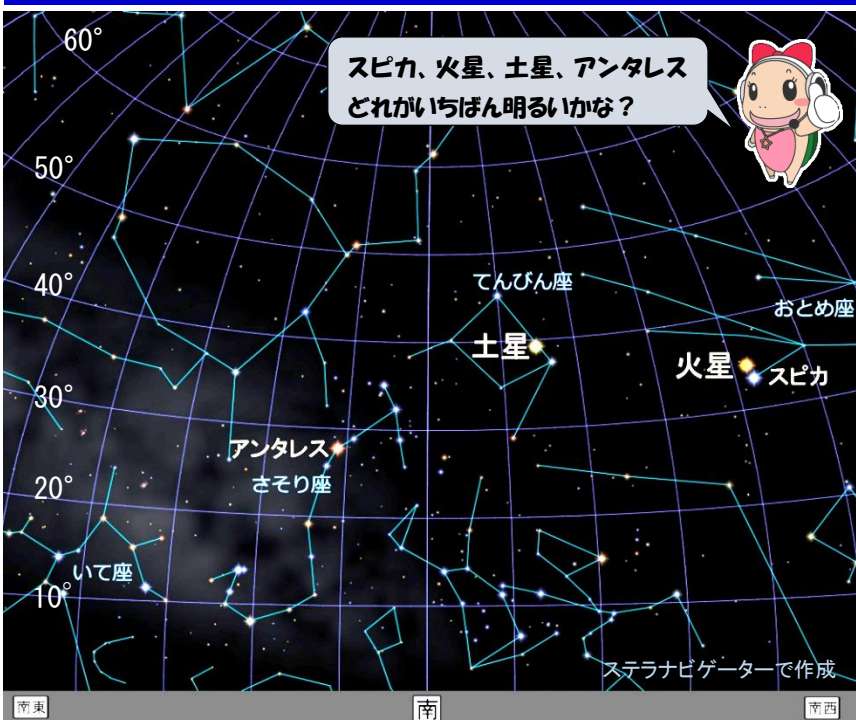 60°
スピカ、火星、土星、アンタレス
どれがいちばん明るいかな？
50°
40°
てんびん座
おとめ座
土星
火星
スピカ
30°
アンタレス
さそり座
20°
いて座
10°
ステラナビゲーターで作成
南東
南
南西